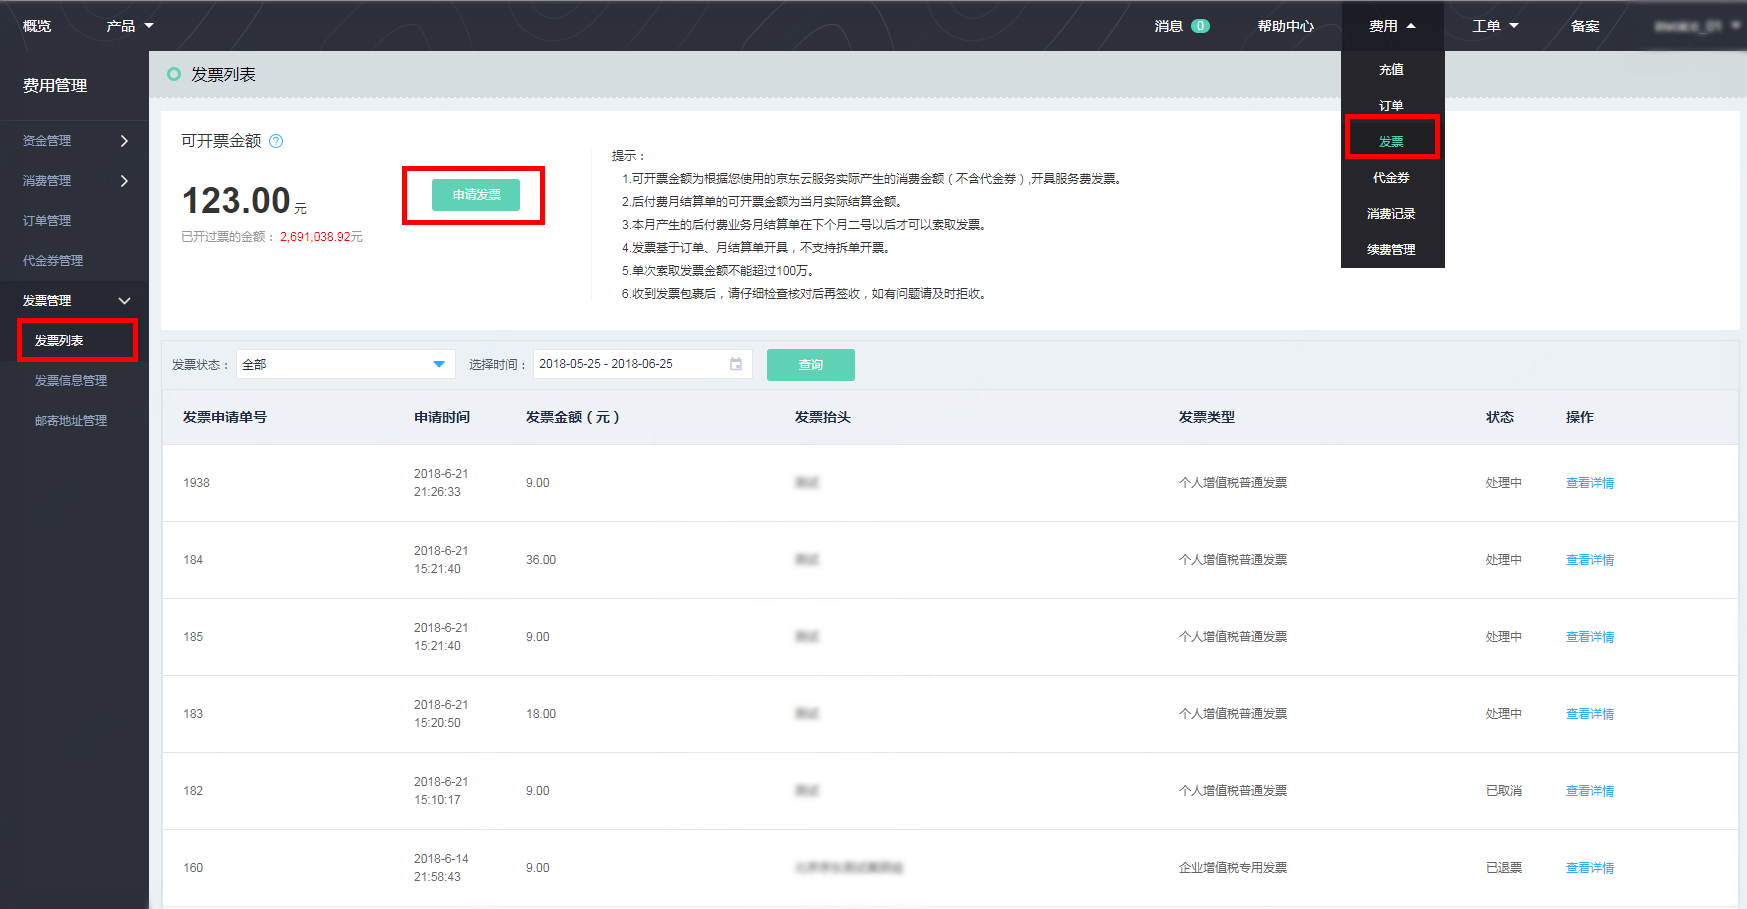 概览
产品
消息 0
帮助中心
费用
工单
备案
充值
订单
发票
代金券
消费记录
续费管理
费用管理
资金管理
消费管理
订单管理
代金券管理
发票管理
发票列表
发票信息管理
邮寄地址管理
发票列表
可开票金额 ?
123.00 元
已开过票的金额： 2,691,038.92元
申请发票
提示：
1.可开票金额为根据您使用的京东云服务实际产生的消费金额（不含代金券）,开具服务费发票。
2.后付费月结算单的可开票金额为当月实际结算金额。
3.本月产生的后付费业务月结算单在下个月二号以后才可以索取发票。
4.发票基于订单、月结算单开具，不支持拆单开票。
5.单次索取发票金额不能超过100万。
6.收到发票包裹后，请仔细检查核对后再签收，如有问题请及时拒收。
发票状态： 全部 选择时间： 2018-05-25 - 2018-06-25 查询
发票申请单号 申请时间 发票金额（元） 发票抬头 发票类型 状态 操作
1938 2018-6-21 21:26:33 9.00 个人增值税普通发票 处理中 查看详情
184 2018-6-21 15:21:40 36.00 个人增值税普通发票 处理中 查看详情
185 2018-6-21 15:21:40 9.00 个人增值税普通发票 处理中 查看详情
183 2018-6-21 15:20:50 18.00 个人增值税普通发票 处理中 查看详情
182 2018-6-21 15:10:17 9.00 个人增值税普通发票 已取消 查看详情
160 2018-6-14 21:58:43 9.00 企业增值税专用发票 已退票 查看详情